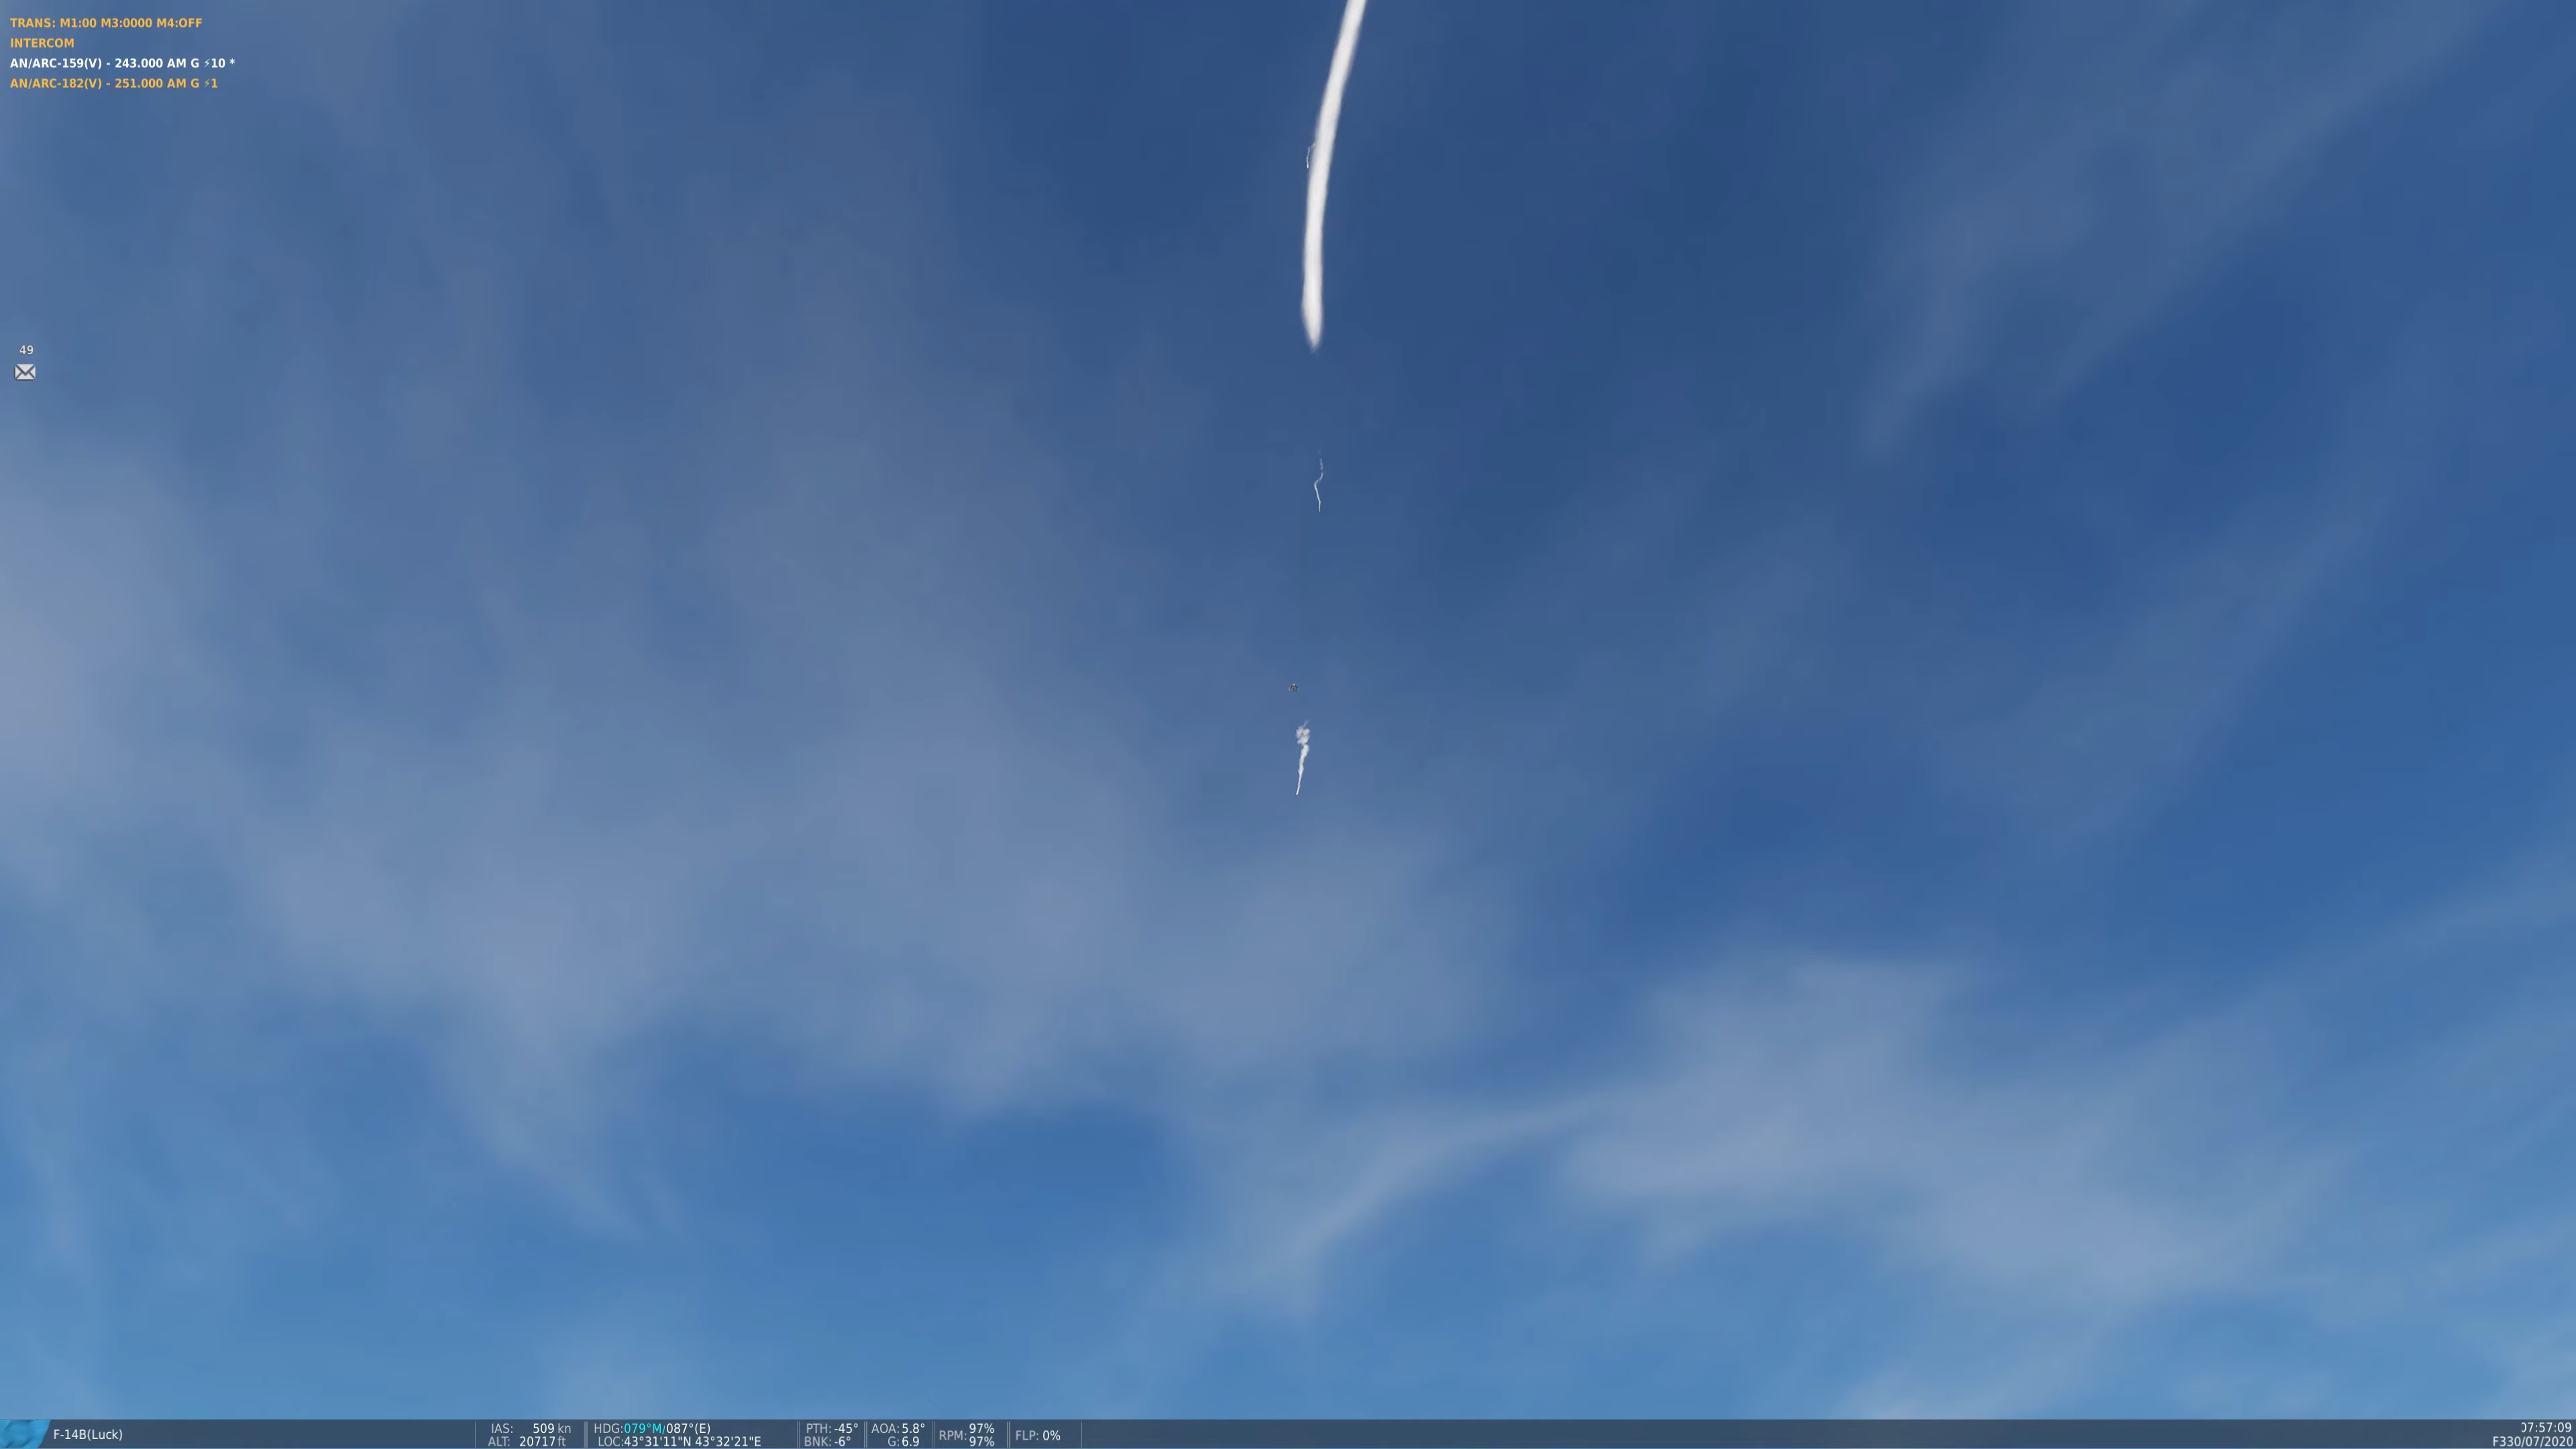 TRANS: M1:00 M3:0000 M4:OFF
INTERCOM
AN/ARC-159(V) - 243.000 AM G ⚡10 *
AN/ARC-182(V) - 251.000 AM G ⚡1
49
F-14B(Luck)
IAS: 509 kn
ALT: 20717 ft
HDG:079°M/087°(E)
LOC:43°31'11"N 43°32'21"E
PTH: -45°
BNK: -6°
AOA: 5.8°
G: 6.9
RPM: 97%
97%
FLP: 0%
07:57:09
F330/07/2020